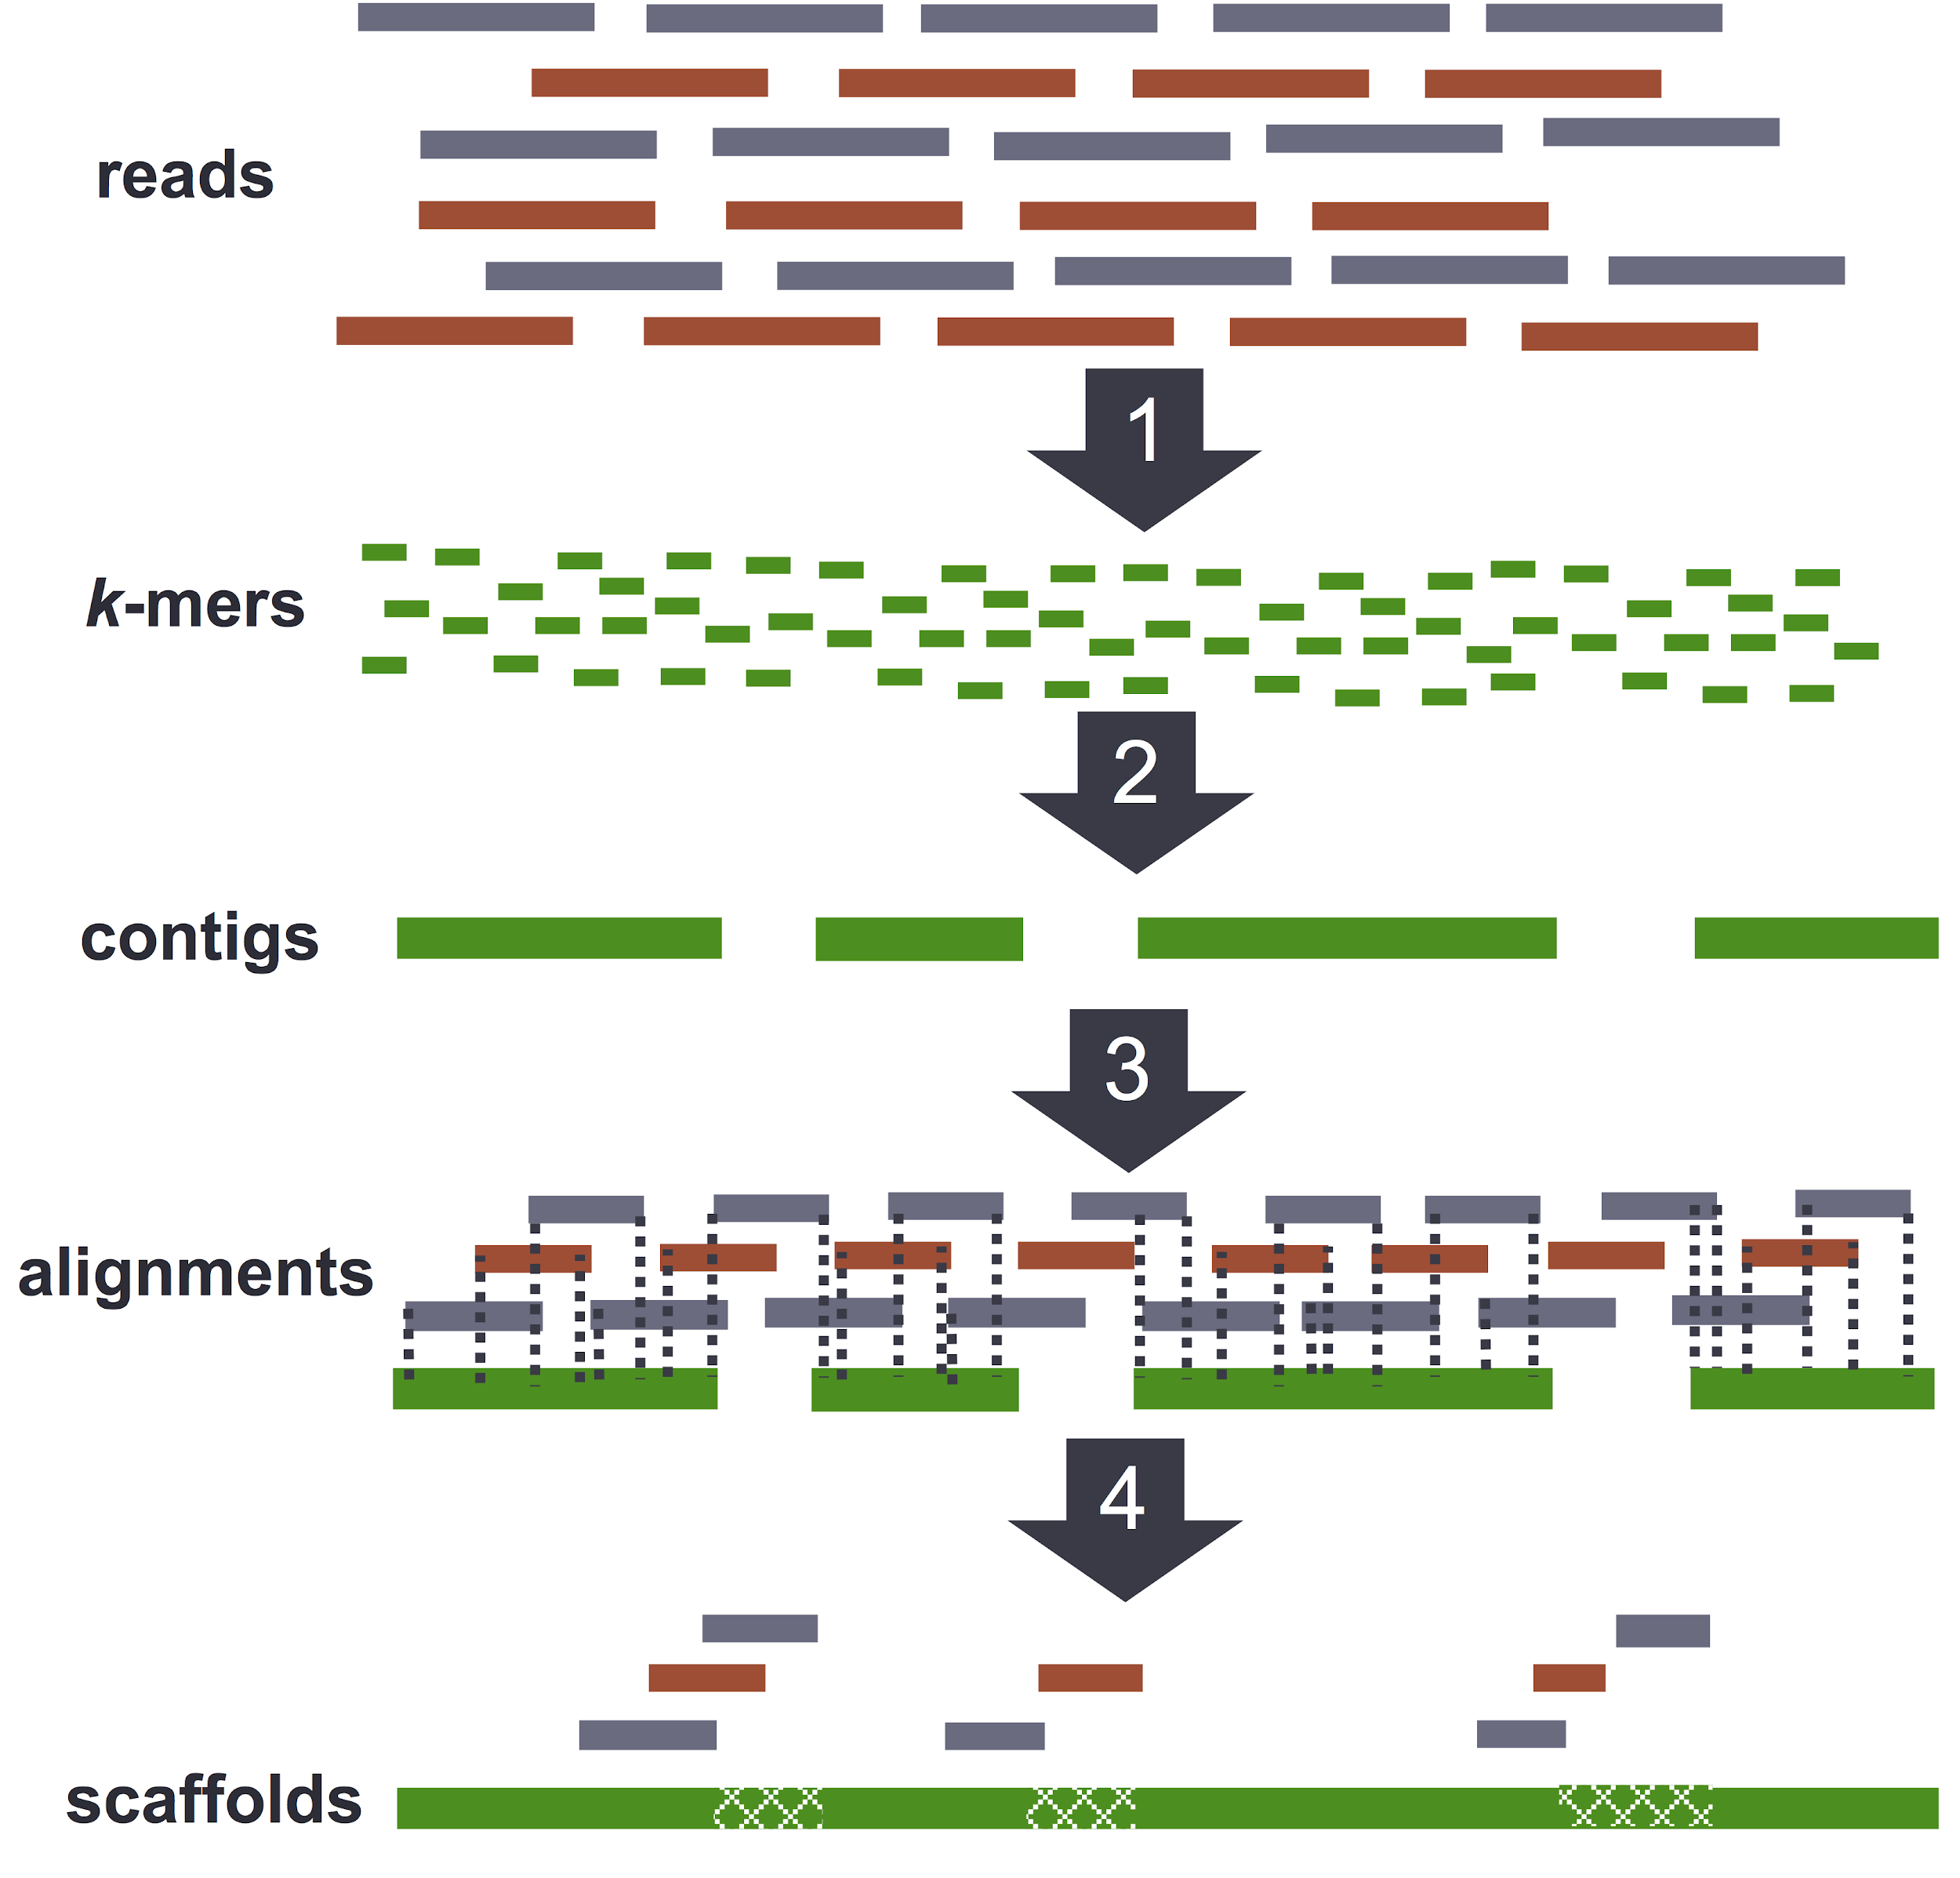 reads
1
k-mers
2
contigs
3
alignments
4
scaffolds